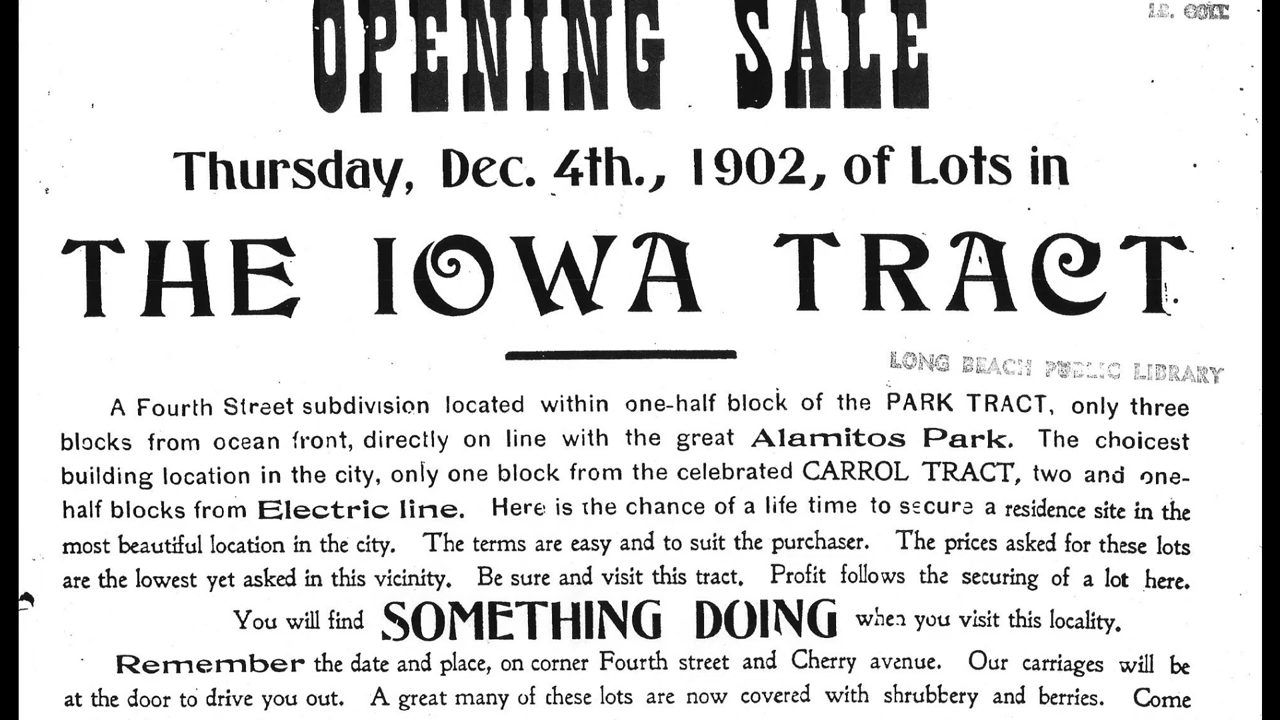 LB. COLL
OPENING SALE
Thursday, Dec. 4th., 1902, of Lots in
THE IOWA TRACT
LONG BEACH PUBLIC LIBRARY
A Fourth Street subdivision located within one-half block of the PARK TRACT, only three
blocks from ocean front, directly on line with the great Alamitos Park. The choicest
building location in the city, only one block from the celebrated CARROL TRACT, two and one-
half blocks from Electric line. Here is the chance of a life time to secure a residence site in the
most beautiful location in the city. The terms are easy and to suit the purchaser. The prices asked for these lots
are the lowest yet asked in this vicinity. Be sure and visit this tract. Profit follows the securing of a lot here.
You will find SOMETHING DOING when you visit this locality.
Remember the date and place, on corner Fourth street and Cherry avenue. Our carriages will be
at the door to drive you out. A great many of these lots are now covered with shrubbery and berries. Come